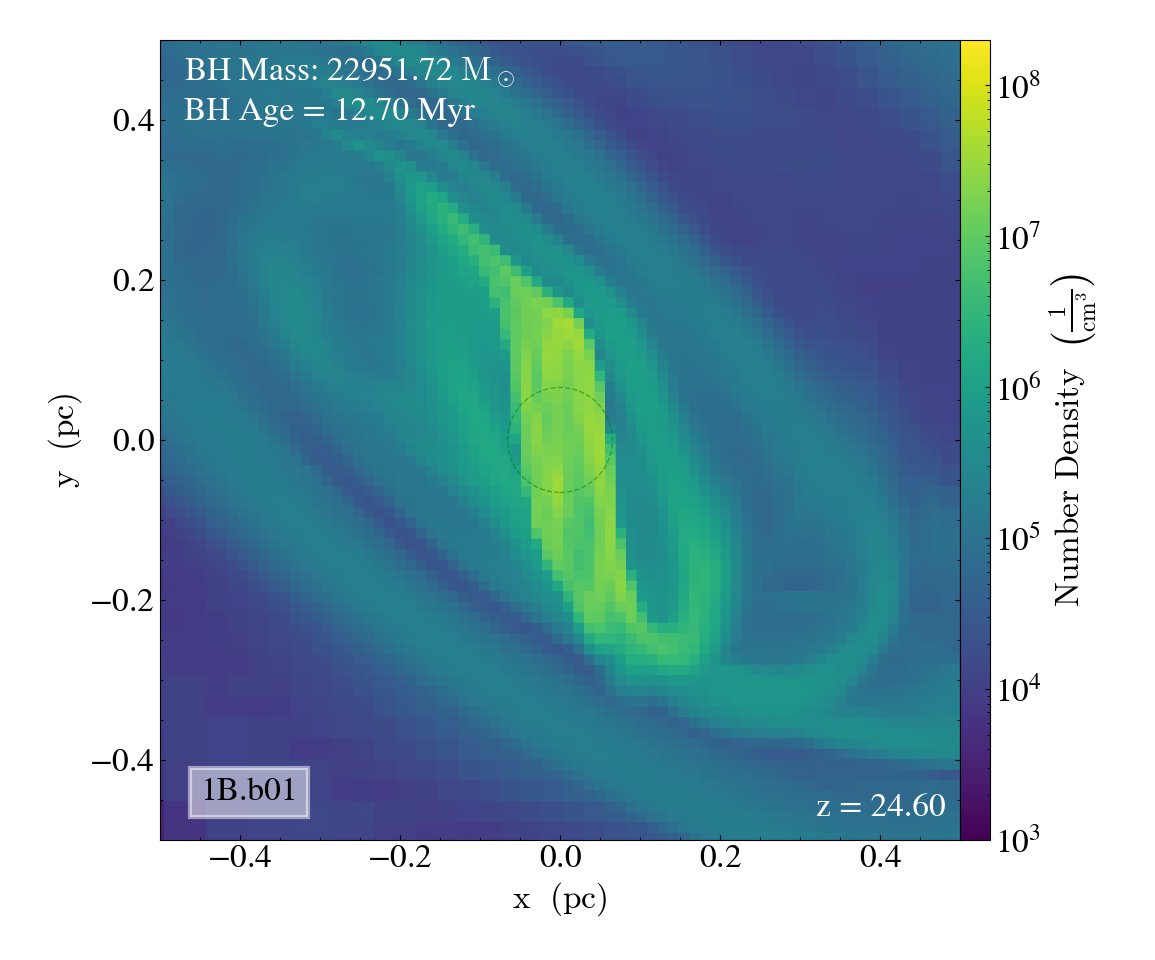 BH Mass: 22951.72 M⊙
BH Age = 12.70 Myr
1B.b01
z = 24.60
0.4
0.2
0.0
−0.2
−0.4
y (pc)
−0.4 −0.2 0.0 0.2 0.4
x (pc)
10⁸
10⁷
10⁶
10⁵
10⁴
10³
Number Density (1/cm³)